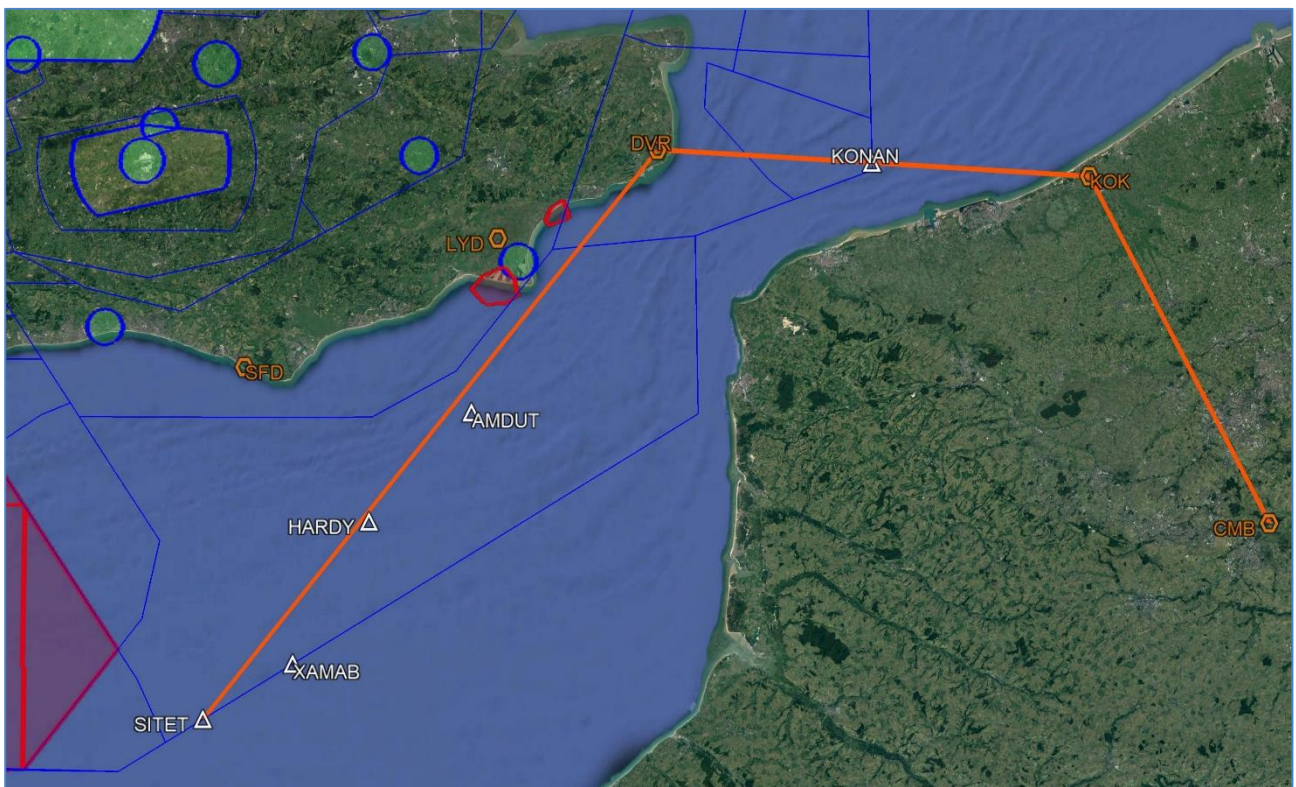 DVR
KONAN
KOK
LYD
SFD
AMDUT
HARDY
CMB
XAMAB
SITET